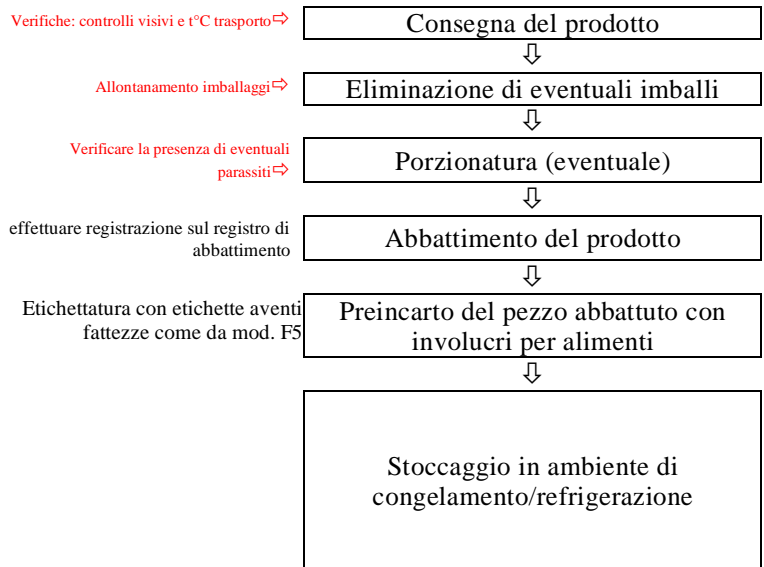 Verifiche: controlli visivi e t°C trasporto⇨
Consegna del prodotto
⇩
Allontanamento imballaggi⇨
Eliminazione di eventuali imballi
⇩
Verificare la presenza di eventuali
parassiti⇨
Porzionatura (eventuale)
⇩
effettuare registrazione sul registro di
abbattimento
Abbattimento del prodotto
⇩
Etichettatura con etichette aventi
fattezze come da mod. F5
Preincarto del pezzo abbattuto con
involucri per alimenti
⇩
Stoccaggio in ambiente di
congelamento/refrigerazione